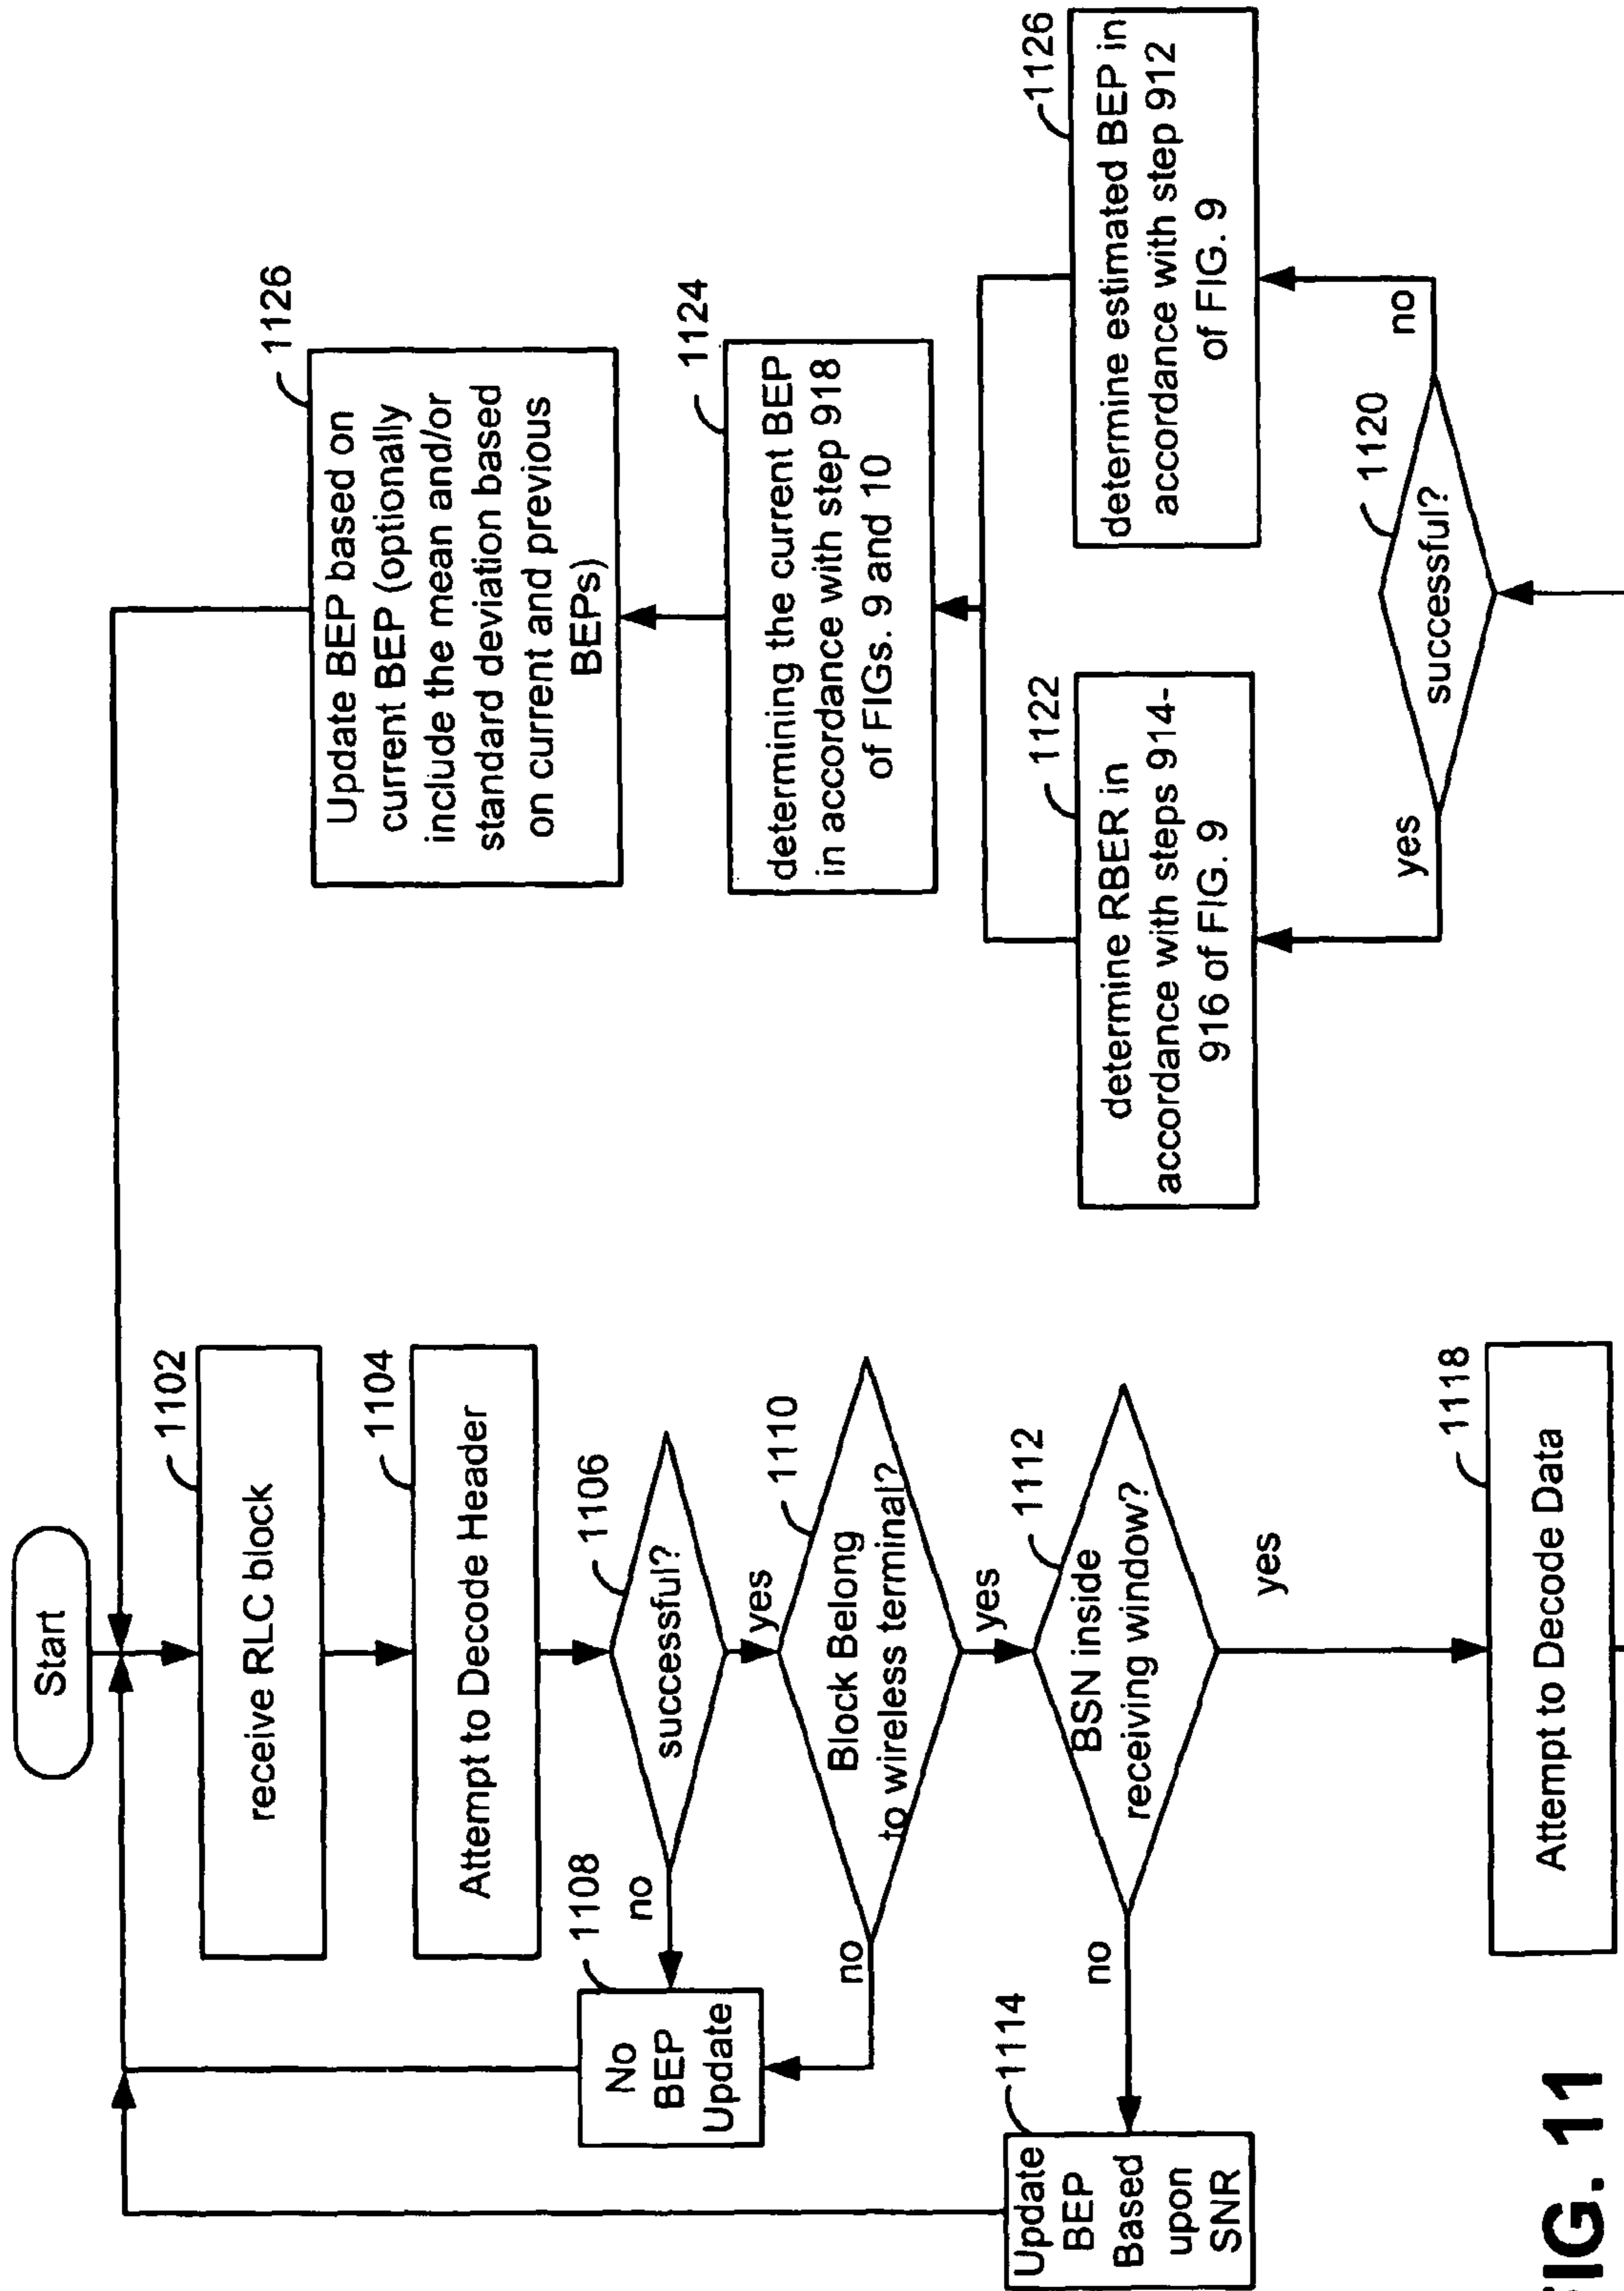 Start
1102
receive RLC block
1104
Attempt to Decode Header
1106
successful?
no
yes
1108
No
BEP
Update
1110
Block Belong
to wireless terminal?
no
yes
1112
BSN inside
receiving window?
no
yes
1114
Update
BEP
Based
upon
SNR
1118
Attempt to Decode Data
1120
successful?
yes
no
1122
determine RBER in
accordance with steps 914-
916 of FIG. 9
1126
determine estimated BEP in
accordance with step 912
of FIG. 9
1124
determining the current BEP
in accordance with step 918
of FIGs. 9 and 10
1126
Update BEP based on
current BEP (optionally
include the mean and/or
standard deviation based
on current and previous
BEPs)
FIG. 11